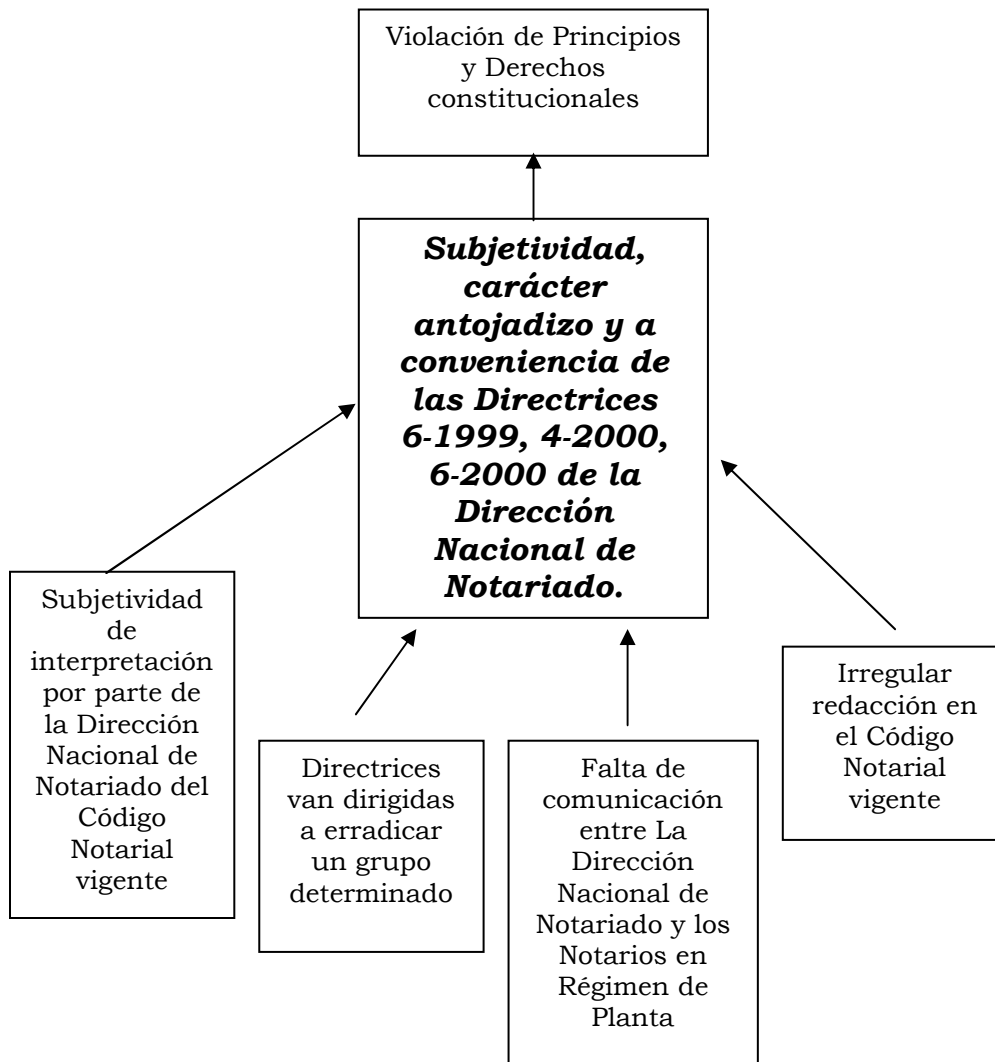 Violación de Principios
y Derechos
constitucionales
Subjetividad,
carácter
antojadizo y a
conveniencia de
las Directrices
6-1999, 4-2000,
6-2000 de la
Dirección
Nacional de
Notariado.
Subjetividad
de
interpretación
por parte de
la Dirección
Nacional de
Notariado del
Código
Notarial
vigente
Directrices
van dirigidas
a erradicar
un grupo
determinado
Falta de
comunicación
entre La
Dirección
Nacional de
Notariado y los
Notarios en
Régimen de
Planta
Irregular
redacción en
el Código
Notarial
vigente